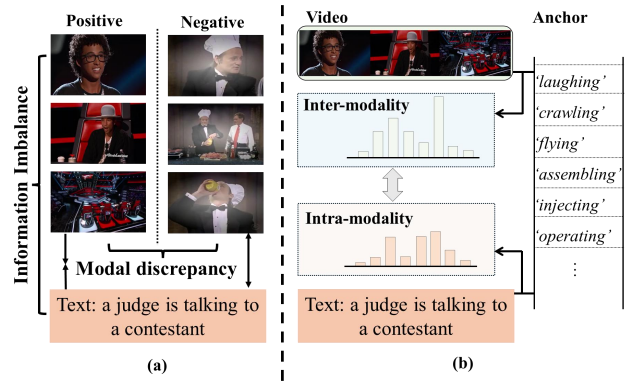 Positive
Negative
Information Imbalance
Modal discrepancy
Text: a judge is talking to
a contestant
(a)
Video
Anchor
Inter-modality
Intra-modality
Text: a judge is talking to
a contestant
(b)
‘laughing’
‘crawling’
‘flying’
‘assembling’
‘injecting’
‘operating’
⋮